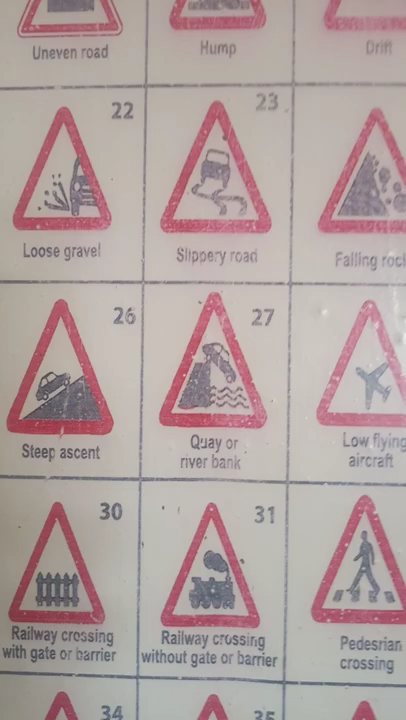 Uneven road
Hump
Drift
22
23
Loose gravel
Slippery road
Falling rock
26
27
Steep ascent
Quay or
river bank
Low flying
aircraft
30
31
Railway crossing
with gate or barrier
Railway crossing
without gate or barrier
Pedesrian
crossing
34
35